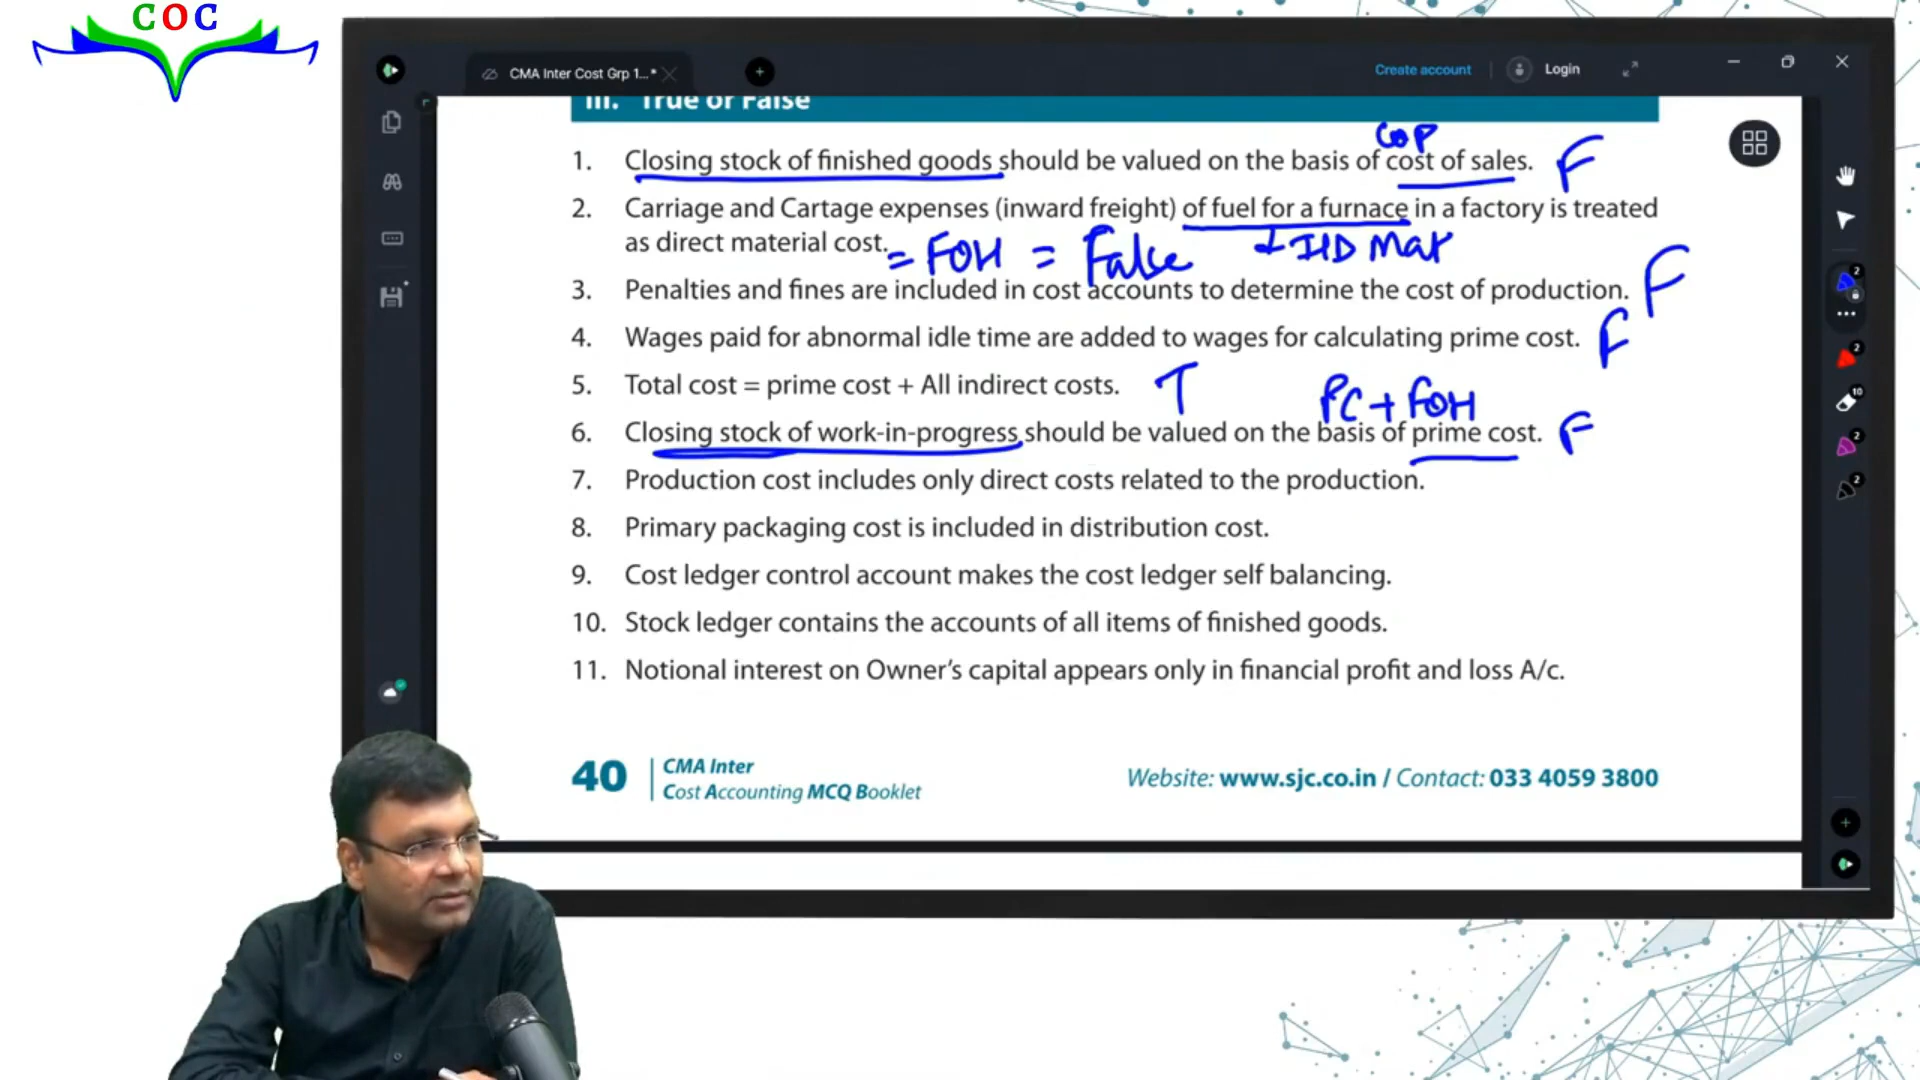 COC
CMA Inter Cost Grp 1...*
Create account
Login
III. True or False
COP
1. Closing stock of finished goods should be valued on the basis of cost of sales. F
2. Carriage and Cartage expenses (inward freight) of fuel for a furnace in a factory is treated
as direct material cost. = FOH = False IND Mat
3. Penalties and fines are included in cost accounts to determine the cost of production. F
4. Wages paid for abnormal idle time are added to wages for calculating prime cost. F
5. Total cost = prime cost + All indirect costs. T
PC + FOH
6. Closing stock of work-in-progress should be valued on the basis of prime cost. F
7. Production cost includes only direct costs related to the production.
8. Primary packaging cost is included in distribution cost.
9. Cost ledger control account makes the cost ledger self balancing.
10. Stock ledger contains the accounts of all items of finished goods.
11. Notional interest on Owner's capital appears only in financial profit and loss A/c.
40
CMA Inter
Cost Accounting MCQ Booklet
Website: www.sjc.co.in / Contact: 033 4059 3800
2
2
10
2
2